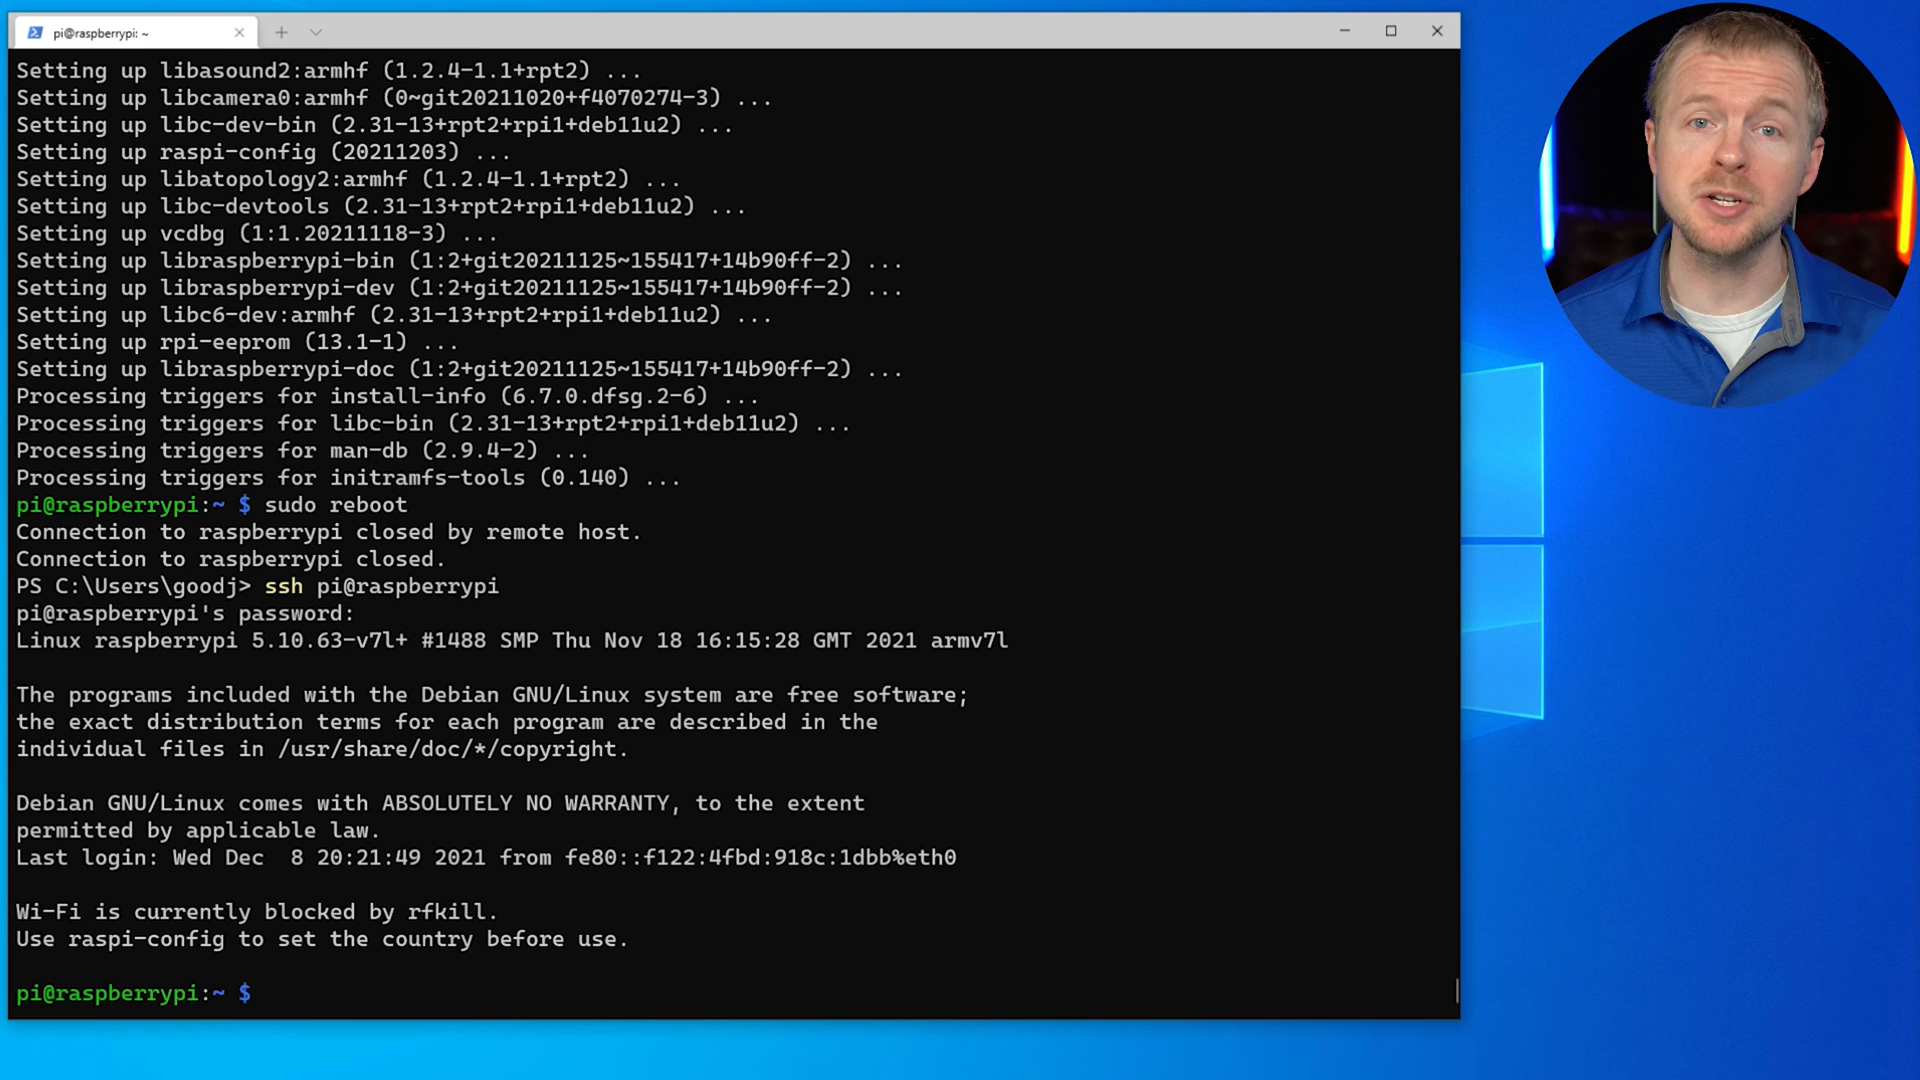 pi@raspberrypi: ~
Setting up libasound2:armhf (1.2.4-1.1+rpt2) ...
Setting up libcamera0:armhf (0~git20211020+f4070274-3) ...
Setting up libc-dev-bin (2.31-13+rpt2+rpi1+deb11u2) ...
Setting up raspi-config (20211203) ...
Setting up libatopology2:armhf (1.2.4-1.1+rpt2) ...
Setting up libc-devtools (2.31-13+rpt2+rpi1+deb11u2) ...
Setting up vcdbg (1:1.20211118-3) ...
Setting up libraspberrypi-bin (1:2+git20211125~155417+14b90ff-2) ...
Setting up libraspberrypi-dev (1:2+git20211125~155417+14b90ff-2) ...
Setting up libc6-dev:armhf (2.31-13+rpt2+rpi1+deb11u2) ...
Setting up rpi-eeprom (13.1-1) ...
Setting up libraspberrypi-doc (1:2+git20211125~155417+14b90ff-2) ...
Processing triggers for install-info (6.7.0.dfsg.2-6) ...
Processing triggers for libc-bin (2.31-13+rpt2+rpi1+deb11u2) ...
Processing triggers for man-db (2.9.4-2) ...
Processing triggers for initramfs-tools (0.140) ...
pi@raspberrypi:~ $ sudo reboot
Connection to raspberrypi closed by remote host.
Connection to raspberrypi closed.
PS C:\Users\goodj> ssh pi@raspberrypi
pi@raspberrypi's password:
Linux raspberrypi 5.10.63-v7l+ #1488 SMP Thu Nov 18 16:15:28 GMT 2021 armv7l
The programs included with the Debian GNU/Linux system are free software;
the exact distribution terms for each program are described in the
individual files in /usr/share/doc/*/copyright.
Debian GNU/Linux comes with ABSOLUTELY NO WARRANTY, to the extent
permitted by applicable law.
Last login: Wed Dec  8 20:21:49 2021 from fe80::f122:4fbd:918c:1dbb%eth0
Wi-Fi is currently blocked by rfkill.
Use raspi-config to set the country before use.
pi@raspberrypi:~ $